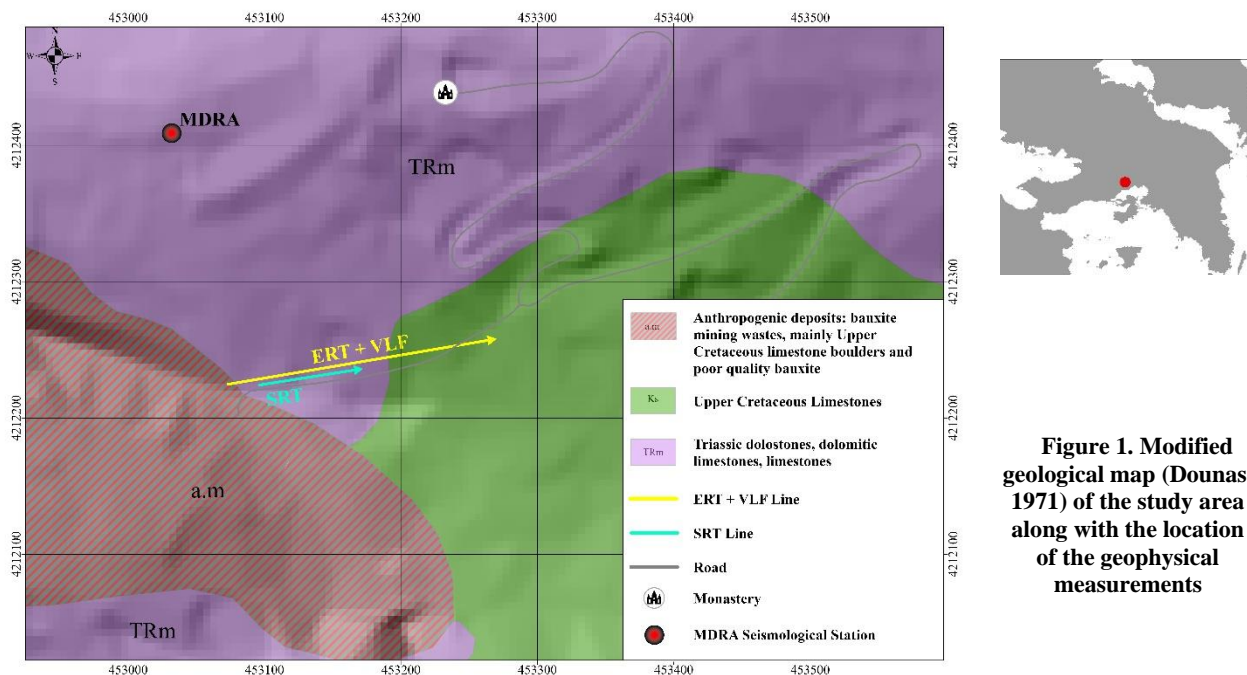 453000
453100
453200
453300
453400
453500
N
W
E
S
MDRA
4212400
4212400
TRm
4212300
4212300
ERT + VLF
SRT
4212200
4212200
a.m
4212100
4212100
TRm
453000
453100
453200
453300
453400
453500
a.m
Anthropogenic deposits: bauxite
mining wastes, mainly Upper
Cretaceous limestone boulders and
poor quality bauxite
Upper Cretaceous Limestones
TRm
Triassic dolostones, dolomitic
limestones, limestones
ERT + VLF Line
SRT Line
Road
Monastery
MDRA Seismological Station
Figure 1. Modified
geological map (Dounas
1971) of the study area
along with the location
of the geophysical
measurements